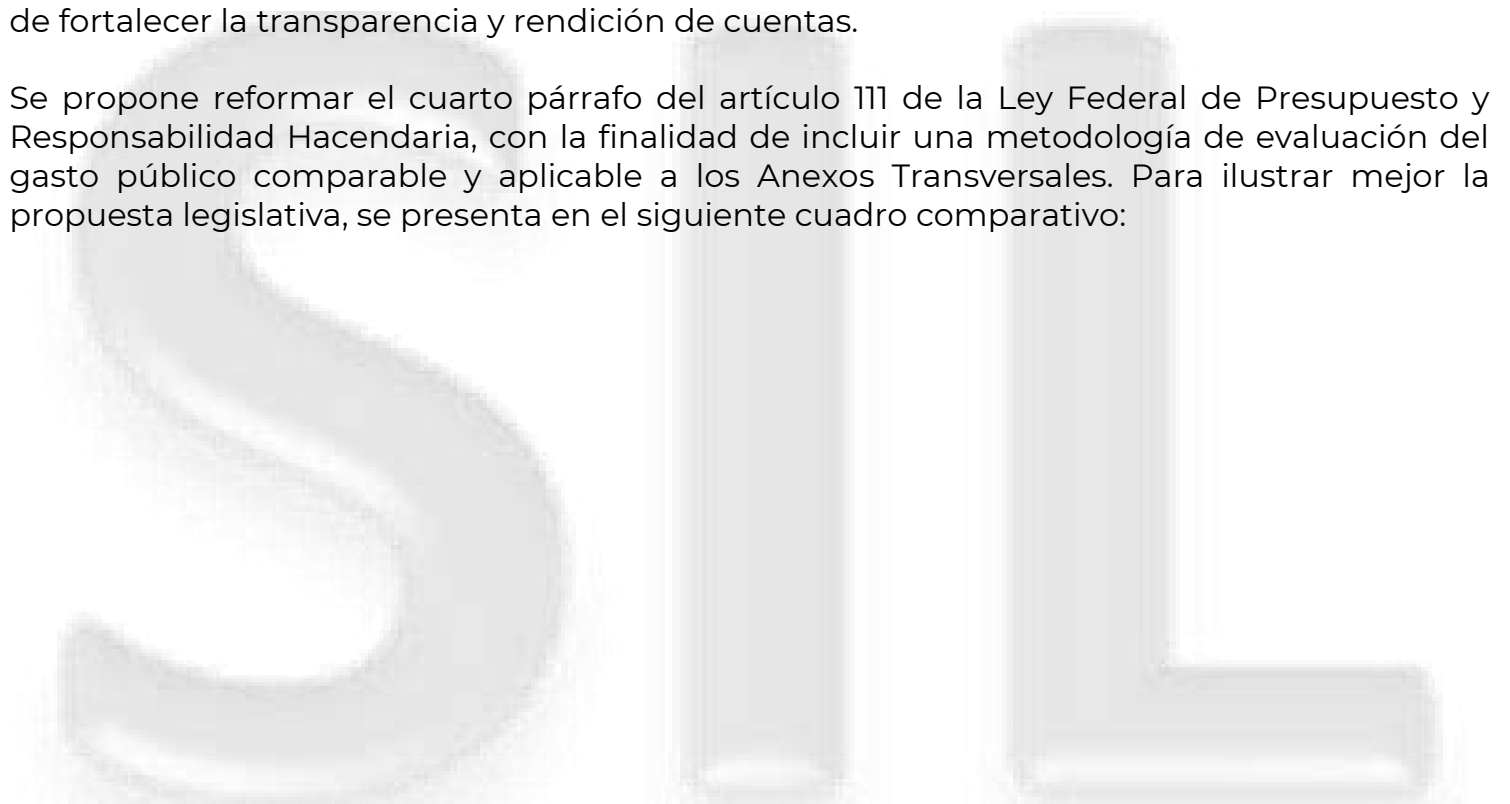 de fortalecer la transparencia y rendición de cuentas.
Se propone reformar el cuarto párrafo del artículo 111 de la Ley Federal de Presupuesto y
Responsabilidad Hacendaria, con la finalidad de incluir una metodología de evaluación del
gasto público comparable y aplicable a los Anexos Transversales. Para ilustrar mejor la
propuesta legislativa, se presenta en el siguiente cuadro comparativo:
SIL